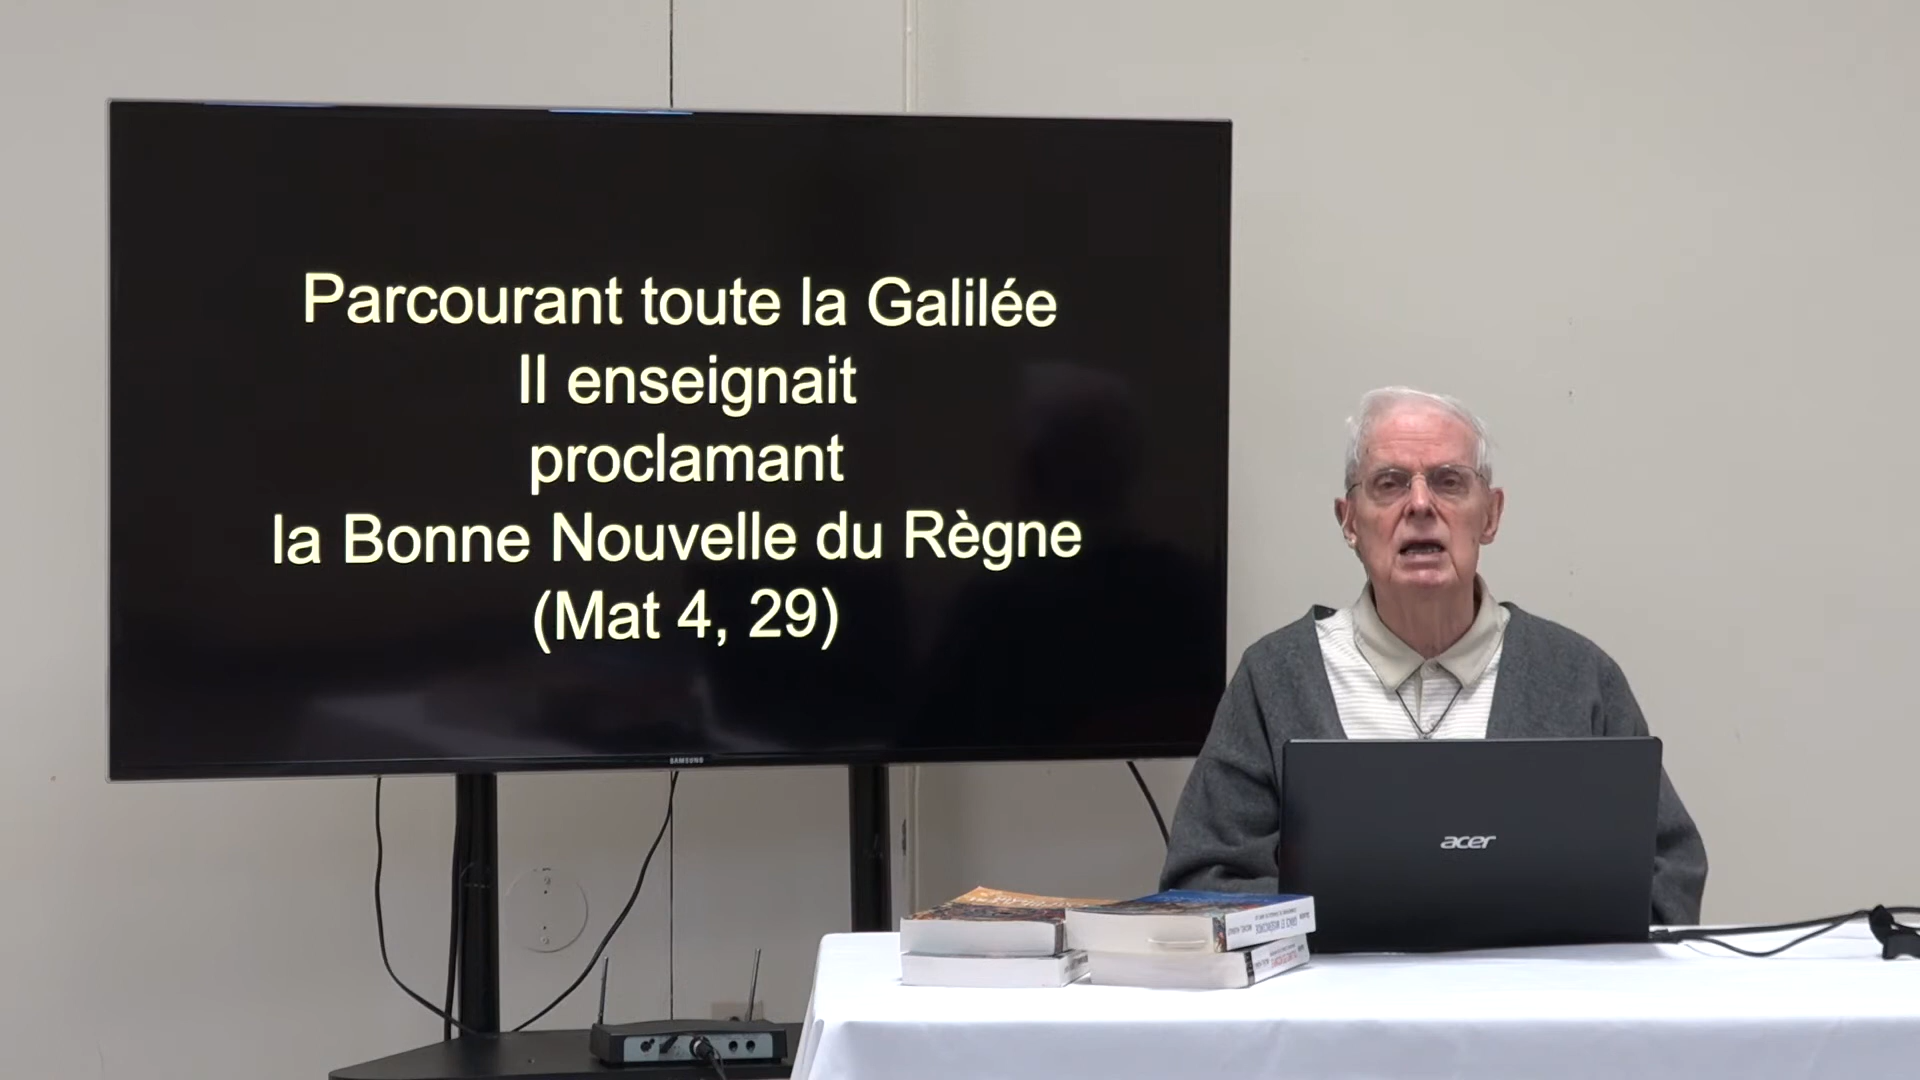 Parcourant toute la Galilée
Il enseignait
proclamant
la Bonne Nouvelle du Règne
(Mat 4, 29)
SAMSUNG
acer